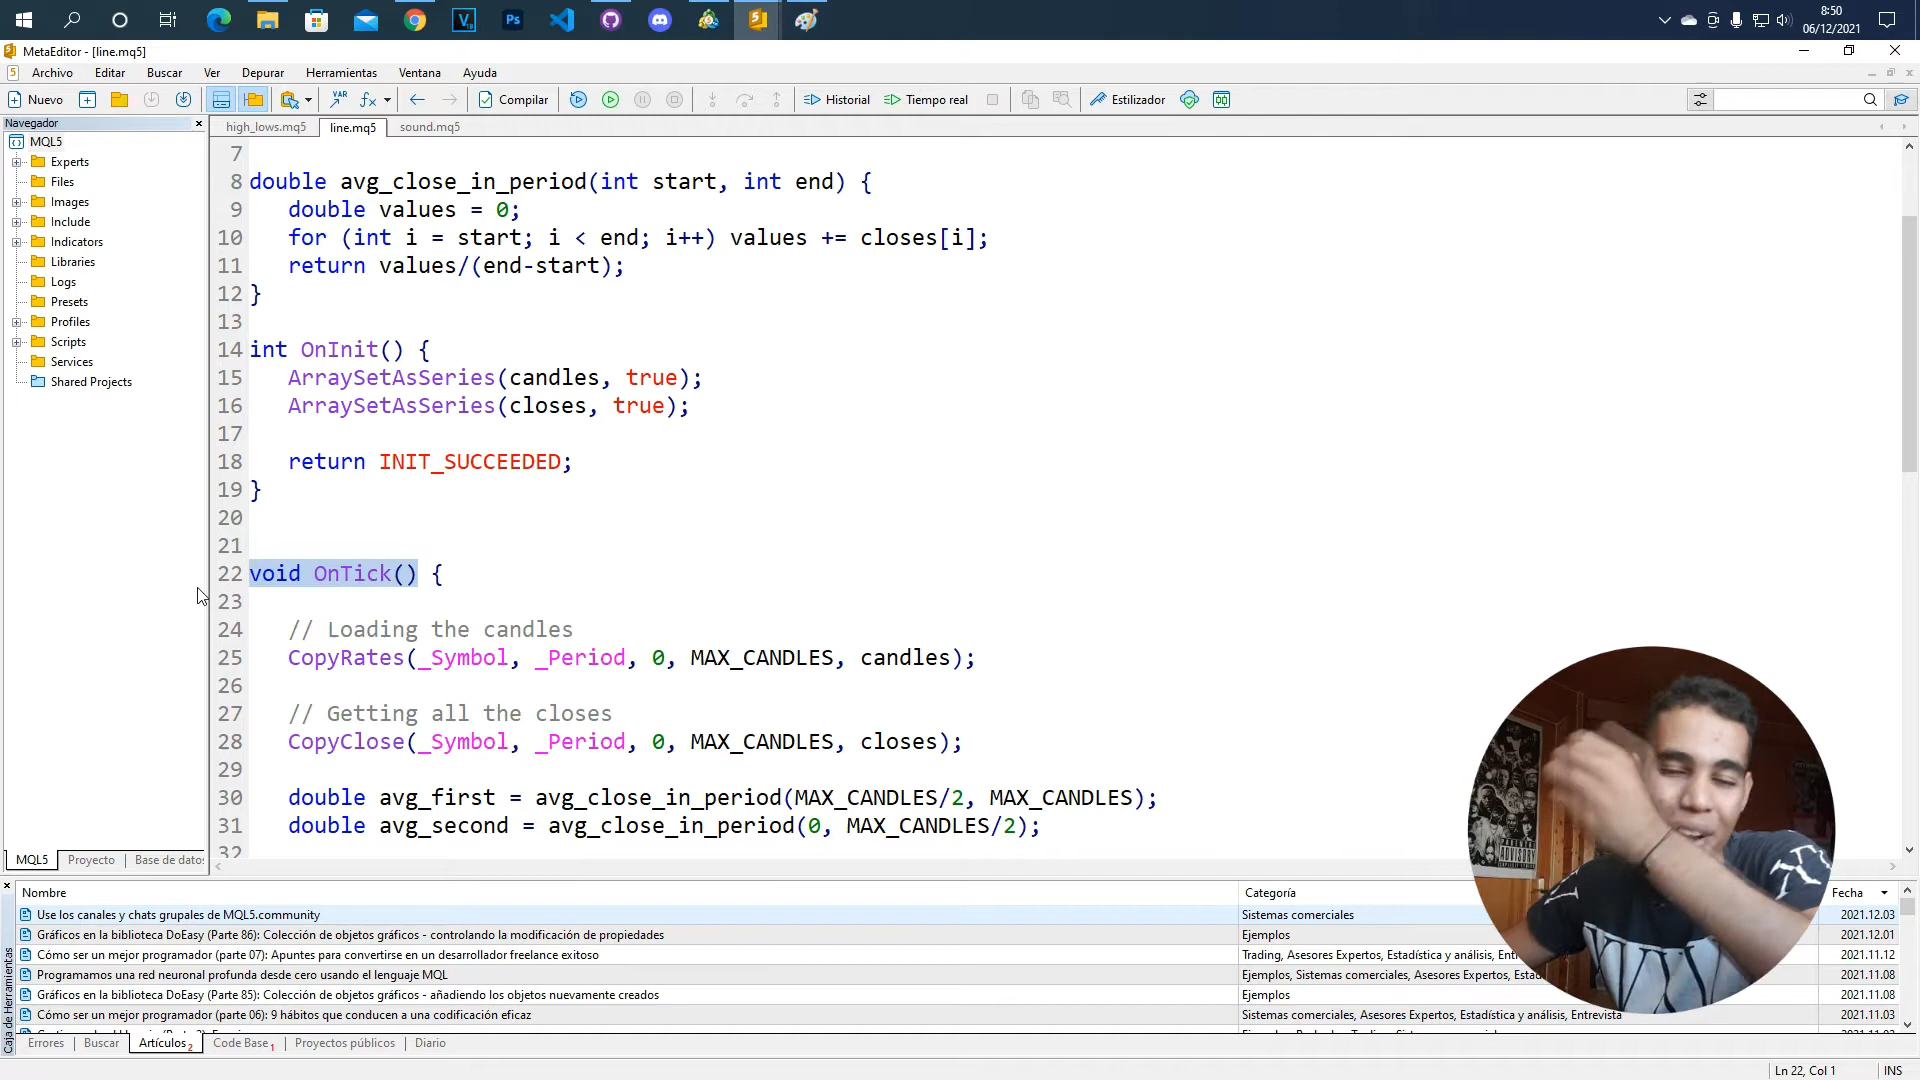 8:50
06/12/2021
MetaEditor - [line.mq5]
Archivo Editar Buscar Ver Depurar Herramientas Ventana Ayuda
Nuevo Compilar Historial Tiempo real Estilizador
Navegador
high_lows.mq5 line.mq5 sound.mq5
MQL5
Experts
Files
Images
Include
Indicators
Libraries
Logs
Presets
Profiles
Scripts
Services
Shared Projects
7
8 double avg_close_in_period(int start, int end) {
9 double values = 0;
10 for (int i = start; i < end; i++) values += closes[i];
11 return values/(end-start);
12 }
13
14 int OnInit() {
15 ArraySetAsSeries(candles, true);
16 ArraySetAsSeries(closes, true);
17
18 return INIT_SUCCEEDED;
19 }
20
21
22 void OnTick() {
23
24 // Loading the candles
25 CopyRates(_Symbol, _Period, 0, MAX_CANDLES, candles);
26
27 // Getting all the closes
28 CopyClose(_Symbol, _Period, 0, MAX_CANDLES, closes);
29
30 double avg_first = avg_close_in_period(MAX_CANDLES/2, MAX_CANDLES);
31 double avg_second = avg_close_in_period(0, MAX_CANDLES/2);
32
MQL5 Proyecto Base de datos
Nombre Categoría Fecha
Use los canales y chats grupales de MQL5.community Sistemas comerciales 2021.12.03
Gráficos en la biblioteca DoEasy (Parte 86): Colección de objetos gráficos - controlando la modificación de propiedades Ejemplos 2021.12.01
Cómo ser un mejor programador (parte 07): Apuntes para convertirse en un desarrollador freelance exitoso Trading, Asesores Expertos, Estadística y análisis, 2021.11.12
Programamos una red neuronal profunda desde cero usando el lenguaje MQL Ejemplos, Sistemas comerciales, Asesores Expertos, 2021.11.08
Gráficos en la biblioteca DoEasy (Parte 85): Colección de objetos gráficos - añadiendo los objetos nuevamente creados Ejemplos 2021.11.08
Cómo ser un mejor programador (parte 06): 9 hábitos que conducen a una codificación eficaz Sistemas comerciales, Asesores Expertos, Estadística y análisis, Entrevista 2021.11.03
Caja de Herramientas
Errores Buscar Artículos 2 Code Base 1 Proyectos públicos Diario
Ln 22, Col 1 INS